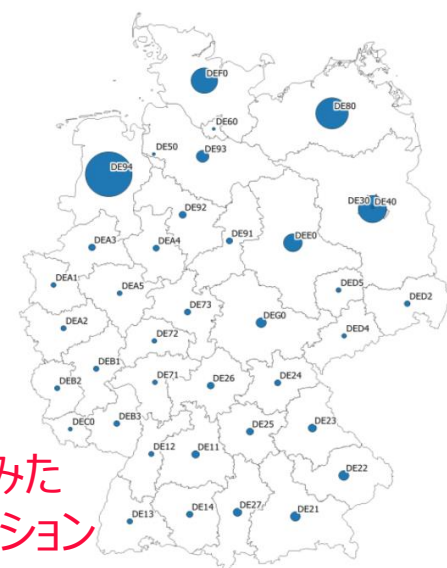 DEF0
DE80
DE60
DE50
DE93
DE94
DE30 DE40
DE92
DEA3
DEA4
DE91
DEE0
DEA1
DEA5
DED5
DED2
DE73
DEG0
DEA2
DE72
DED4
DEB1
DEB2
DE71
DE26
DE24
DEC0
DEB3
DE25
DE23
DE12
DE11
DE22
DE13
DE14
DE27
DE21
みた
ション